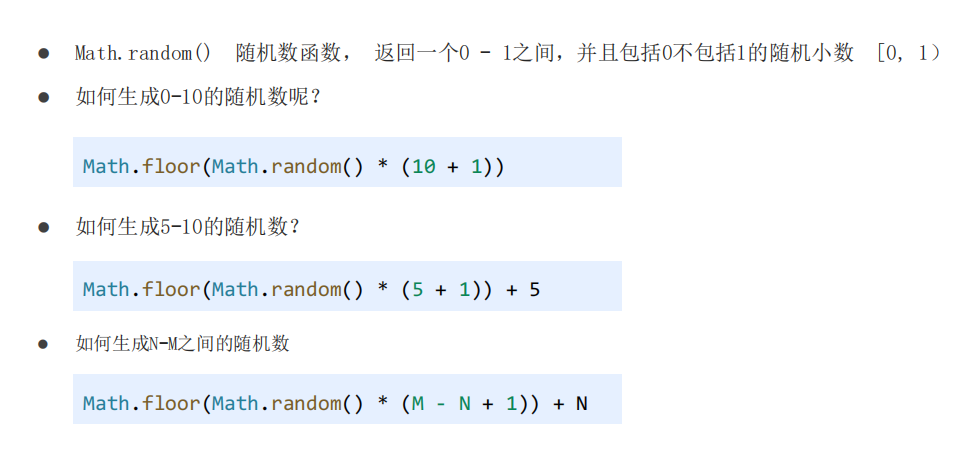 ● Math.random() 随机数函数， 返回一个0 - 1之间，并且包括0不包括1的随机小数 [0, 1）
● 如何生成0-10的随机数呢？
Math.floor(Math.random() * (10 + 1))
● 如何生成5-10的随机数？
Math.floor(Math.random() * (5 + 1)) + 5
● 如何生成N-M之间的随机数
Math.floor(Math.random() * (M - N + 1)) + N